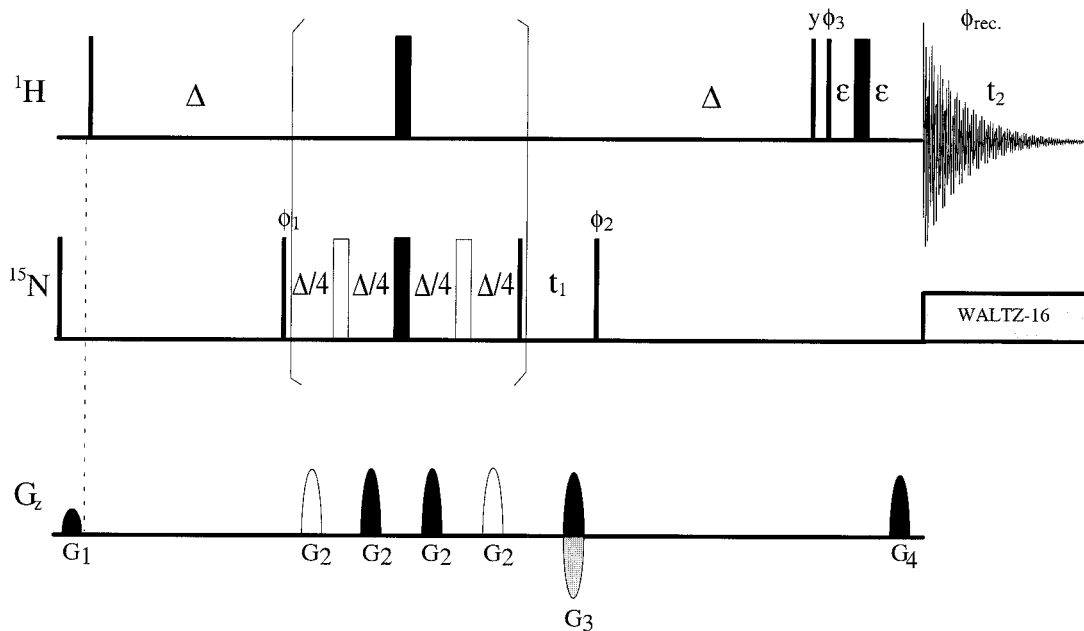 y ϕ3 ϕrec.
1H Δ Δ ε ε t2
ϕ1 ϕ2
15N Δ/4 Δ/4 Δ/4 Δ/4 t1 WALTZ-16
Gz
G1 G2 G2 G2 G2 G4
G3